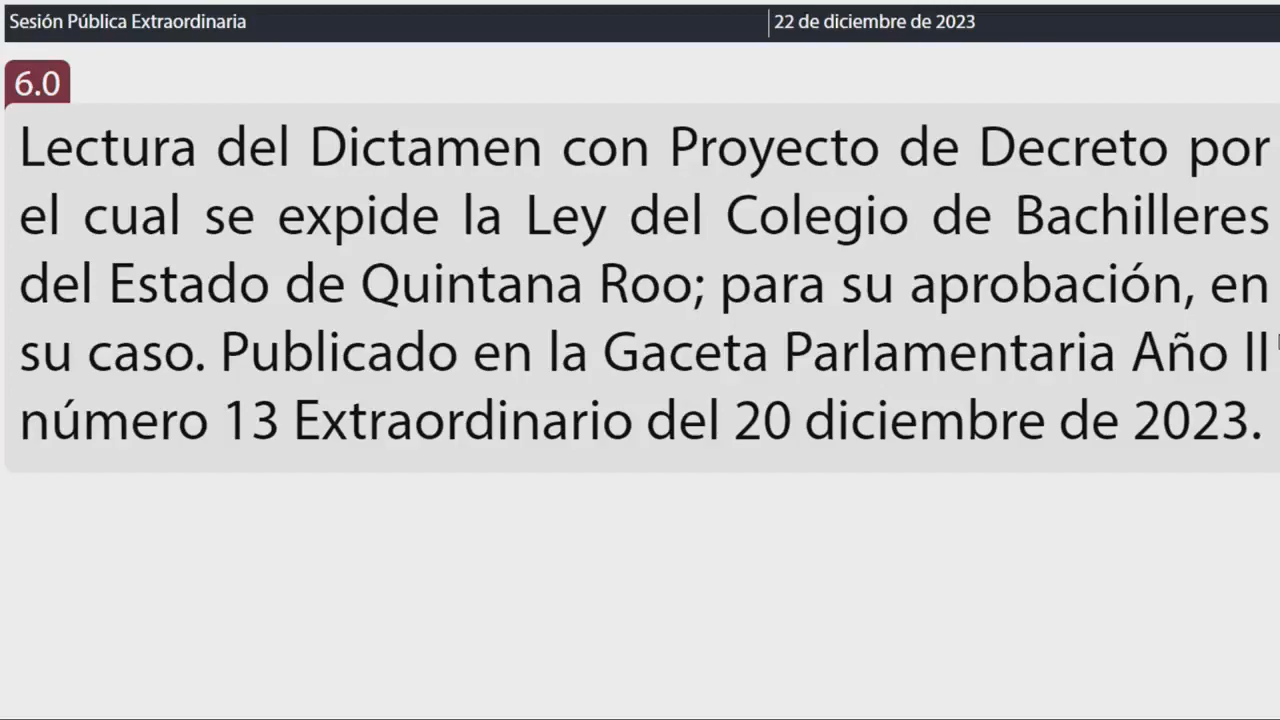 Sesión Pública Extraordinaria
22 de diciembre de 2023
6.0
Lectura del Dictamen con Proyecto de Decreto por
el cual se expide la Ley del Colegio de Bachilleres
del Estado de Quintana Roo; para su aprobación, en
su caso. Publicado en la Gaceta Parlamentaria Año II
número 13 Extraordinario del 20 diciembre de 2023.